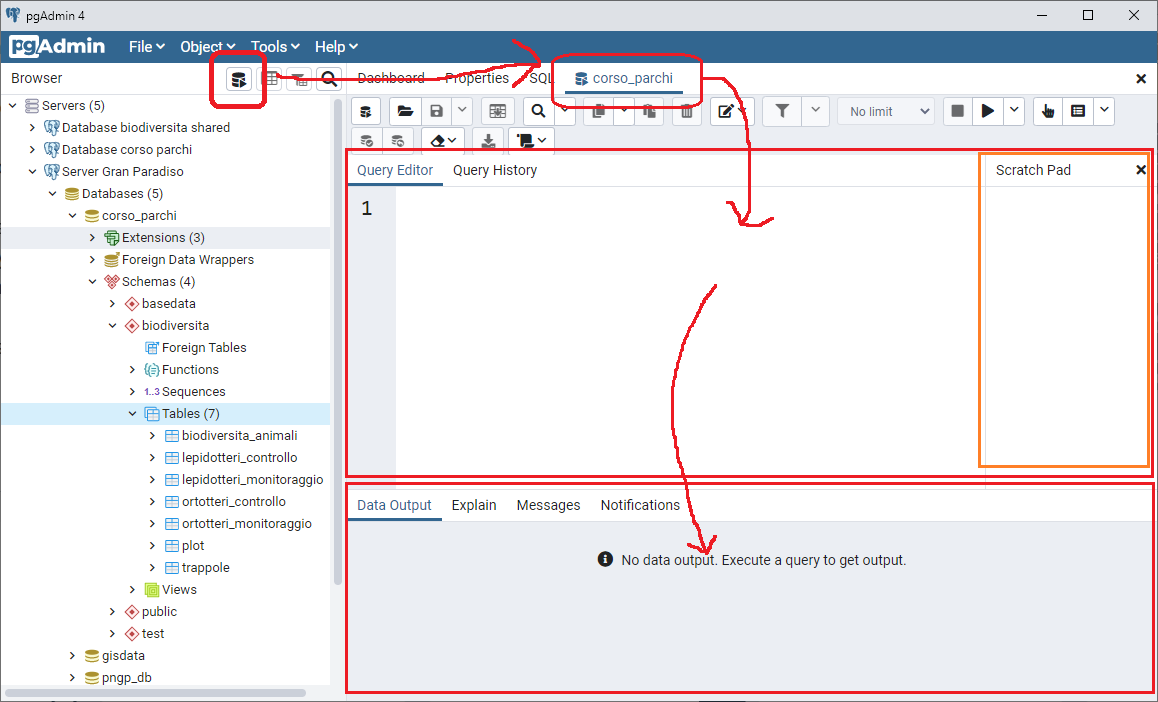 pgAdmin 4
pgAdmin File Object Tools Help
Browser
Dashboard Properties SQL corso_parchi
No limit
Servers (5)
Database biodiversita shared
Database corso parchi
Server Gran Paradiso
Databases (5)
corso_parchi
Extensions (3)
Foreign Data Wrappers
Schemas (4)
basedata
biodiversita
Foreign Tables
Functions
1..3 Sequences
Tables (7)
biodiversita_animali
lepidotteri_controllo
lepidotteri_monitoraggio
ortotteri_controllo
ortotteri_monitoraggio
plot
trappole
Views
public
test
gisdata
pngp_db
Query Editor Query History
Scratch Pad
1
Data Output Explain Messages Notifications
No data output. Execute a query to get output.